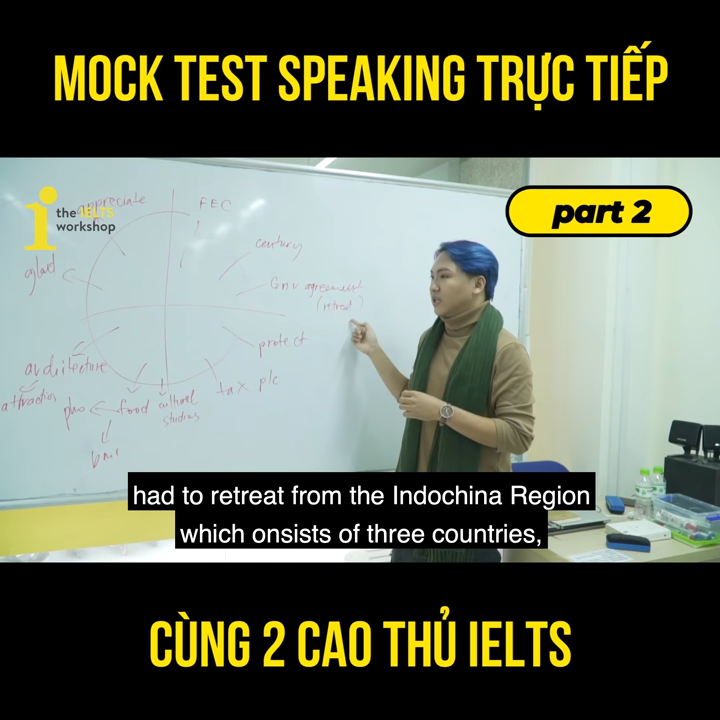 MOCK TEST SPEAKING TRỰC TIẾP
the IELTS
workshop
part 2
appreciate
FEC
century
glad
Gnv agreement
(retreat)
protect
architecture
attraction
pho
food
cultural
studies
tax
plc
had to retreat from the Indochina Region
which onsists of three countries,
CÙNG 2 CAO THỦ IELTS